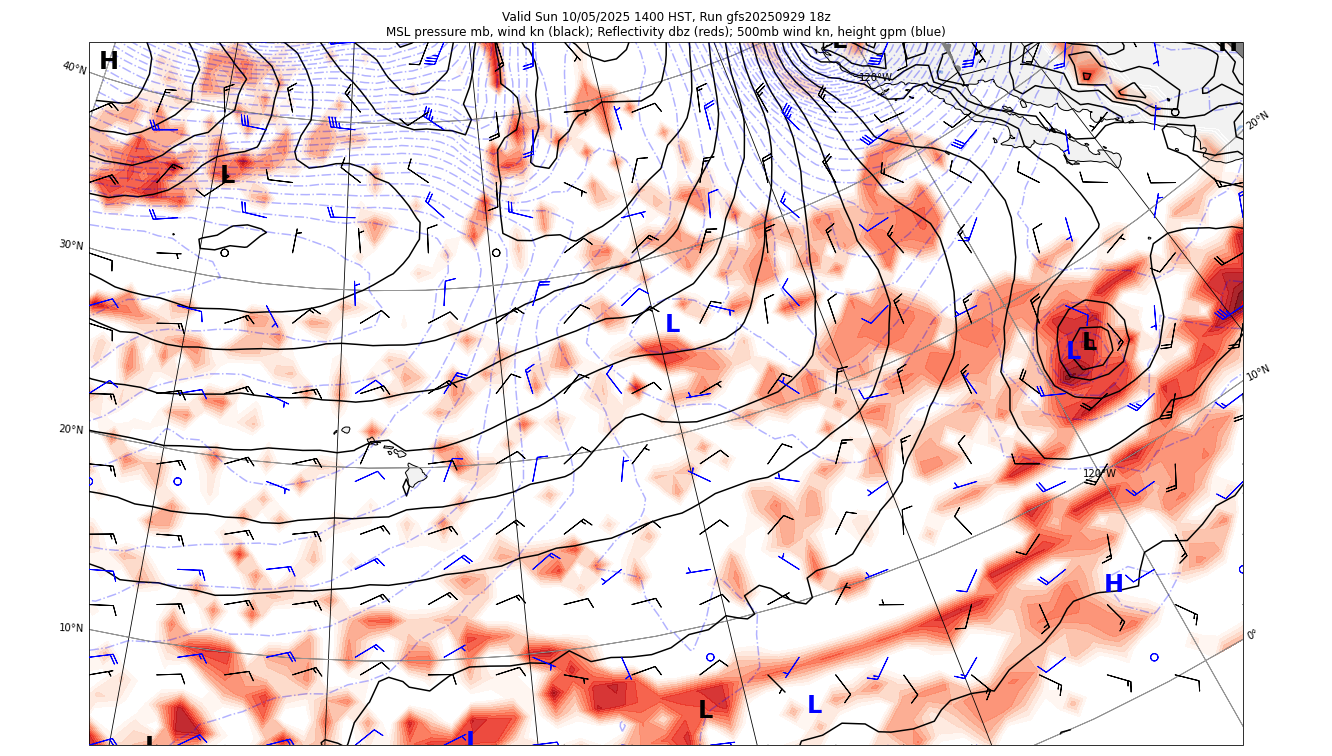 Valid Sun 10/05/2025 1400 HST, Run gfs20250929 18z
MSL pressure mb, wind kn (black); Reflectivity dbz (reds); 500mb wind kn, height gpm (blue)
L
H
H
40°N
120°W
20°N
L
30°N
L
L
L
10°N
20°N
120°W
H
10°N
0°
L
L
L
L